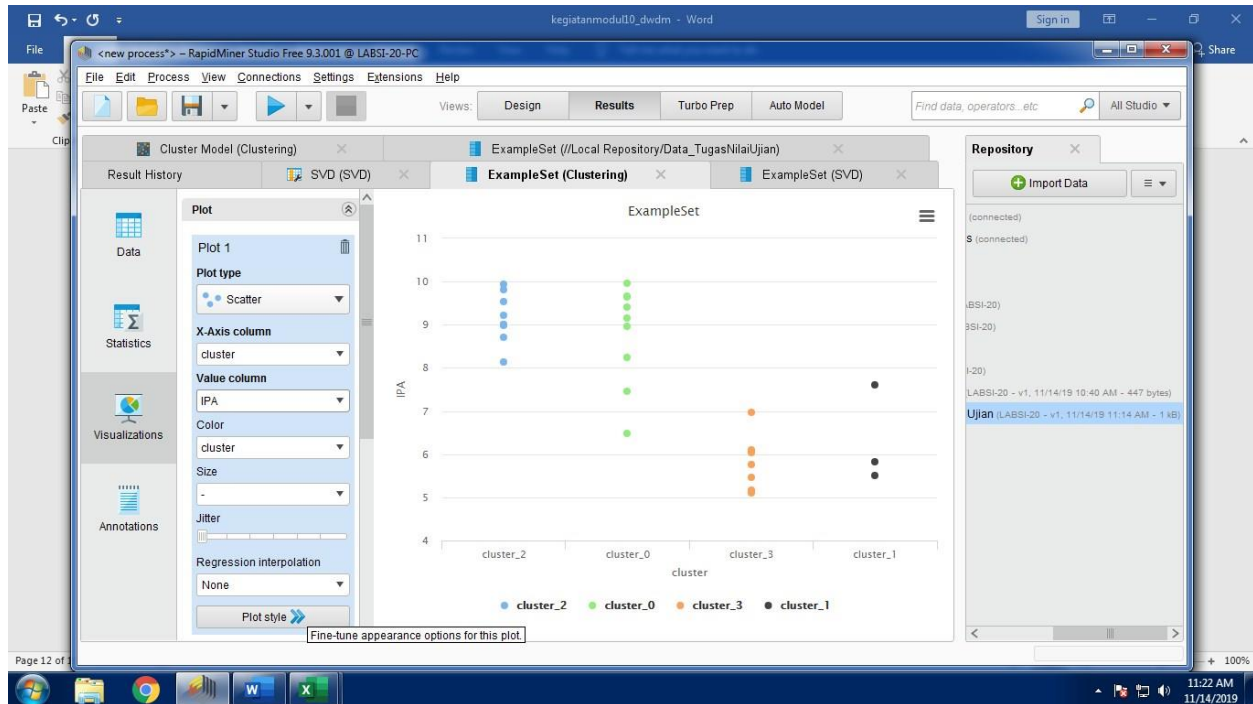 kegiatanmodul10_dwdm - Word
Sign in
File
Share
Paste
Clip
<new process*> – RapidMiner Studio Free 9.3.001 @ LABSI-20-PC
File Edit Process View Connections Settings Extensions Help
Views: Design Results Turbo Prep Auto Model
Find data, operators...etc
All Studio
Cluster Model (Clustering)
ExampleSet (//Local Repository/Data_TugasNilaiUjian)
Result History
SVD (SVD)
ExampleSet (Clustering)
ExampleSet (SVD)
Data
Statistics
Visualizations
Annotations
Plot
Plot 1
Plot type
Scatter
X-Axis column
cluster
Value column
IPA
Color
cluster
Size
-
Jitter
Regression interpolation
None
Plot style
Fine-tune appearance options for this plot.
ExampleSet
11
10
9
8
7
6
5
4
IPA
cluster_2 cluster_0 cluster_3 cluster_1
cluster
cluster_2 cluster_0 cluster_3 cluster_1
Repository
Import Data
(connected)
S (connected)
ABSI-20)
BSI-20)
I-20)
LABSI-20 - v1, 11/14/19 10:40 AM - 447 bytes)
Ujian (LABSI-20 - v1, 11/14/19 11:14 AM - 1 kB)
Page 12 of 1
+ 100%
11:22 AM
11/14/2019